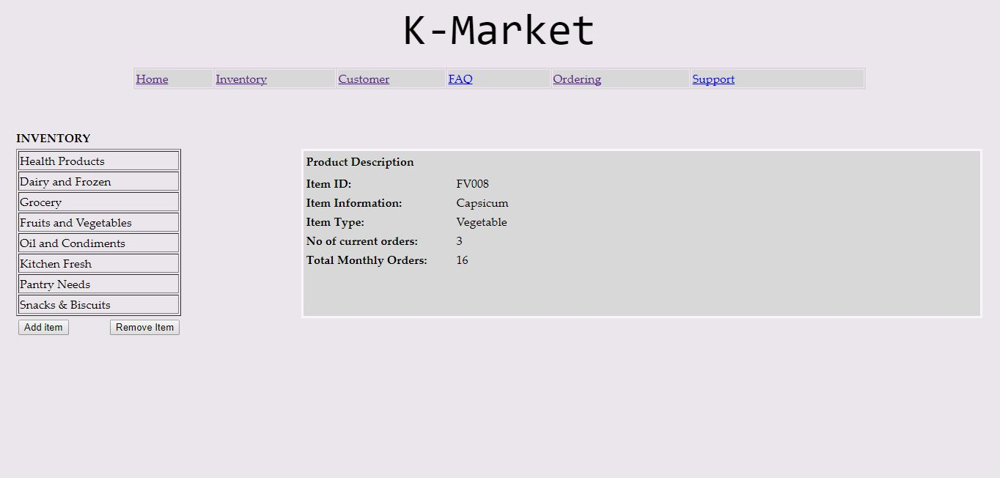 K-Market
Home Inventory Customer FAQ Ordering Support
INVENTORY
Health Products
Dairy and Frozen
Grocery
Fruits and Vegetables
Oil and Condiments
Kitchen Fresh
Pantry Needs
Snacks & Biscuits
Add item Remove Item
Product Description
Item ID: FV008
Item Information: Capsicum
Item Type: Vegetable
No of current orders: 3
Total Monthly Orders: 16